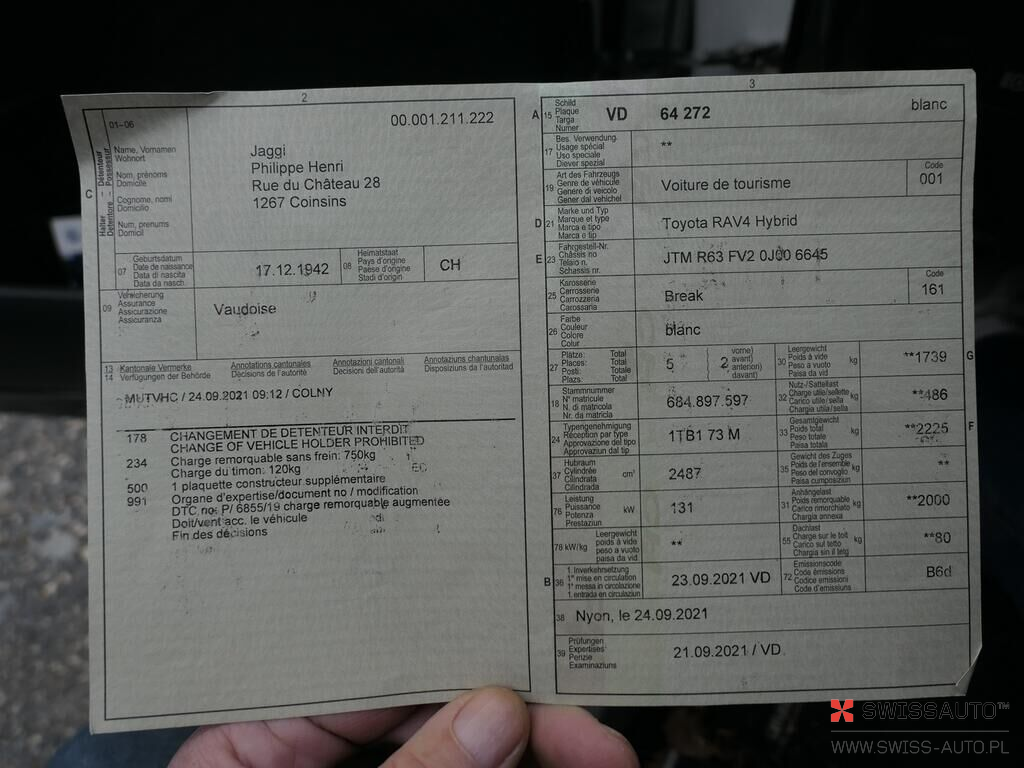 2
C
01–06
Détenteur
Possessur
Halter
Detentore
Name, Vornamen
Wohnort
Nom, prénoms
Domicile
Cognome, nomi
Domicilio
Num, prenums
Domicil
00.001.211.222
Jaggi
Philippe Henri
Rue du Château 28
1267 Coinsins
07
Geburtsdatum
Date de naissance
Data di nascita
Data da nasch.
17.12.1942
08
Heimatstaat
Pays d'origine
Paese d'origine
Stadi d'origin
CH
09
Versicherung
Assurance
Assicurazione
Assicuranza
Vaudoise
13 Kantonale Vermerke Annotations cantonales Annotazioni cantonali Annotaziuns chantunalas
14 Verfügungen der Behörde Décisions de l'autorité Decisioni dell'autorità Disposiziuns da l'autoritad
MUTVHC / 24.09.2021 09:12 / COLNY
178 CHANGEMENT DE DETENTEUR INTERDIT
CHANGE OF VEHICLE HOLDER PROHIBITED
234 Charge remorquable sans frein: 750kg
Charge du timon: 120kg
500 1 plaquette constructeur supplémentaire
991 Organe d'expertise/document no / modification
DTC no: P/ 6855/19 charge remorquable augmentée
Doit/vent acc. le véhicule
Fin des décisions
3
A 15
Schild
Plaque
Targa
Numer
VD 64 272 blanc
17
Bes. Verwendung.
Usage spécial
Uso speciale
Diever spezial
**
19
Art des Fahrzeugs
Genre de véhicule
Genere di veicolo
Gener dal vehichel
Voiture de tourisme
Code
001
D 21
Marke und Typ
Marque et type
Marca e tipo
Marca e tip
Toyota RAV4 Hybrid
E 23
Fahrgestell-Nr.
Châssis no
Telaio n.
Schassis nr.
JTM R63 FV2 0J00 6645
25
Karosserie
Carrosserie
Carrozzeria
Carossaria
Break
Code
161
26
Farbe
Couleur
Colore
Colur
blanc
27
Plätze: Total
Places: Total
Posti: Totale
Plazs: Total
5
2
vorne)
avant)
anteriori)
davant)
30
Leergewicht
Poids à vide
Peso a vuoto
Paisa da vid
kg
**1739
G
18
Stammnummer
N° matricule
N. di matricola
Nr. da matricla
684.897.597
32
Nutz-/Sattellast
Charge utile/sellette
Carico utile/sella
Chargia utila/sella
kg
**486
24
Typengenehmigung
Réception par type
Approvazione del tipo
Approvaziun dal tip
1TB1 73 M
33
Gesamtgewicht
Poids total
Peso totale
Paisa totala
kg
**2225
F
37
Hubraum
Cylindrée
Cilindrata
Cilindrada
cm³
2487
35
Gewicht des Zuges
Poids de l'ensemble
Peso del convoglio
Paisa cumposiziun
kg
**
76
Leistung
Puissance
Potenza
Prestaziun
kW
131
31
Anhängelast
Poids remorquable
Carico rimorchiato
Chargia annexa
kg
**2000
78 kW/kg
Leergewicht
poids à vide
peso a vuoto
paisa da vid
**
55
Dachlast
Charge sur le toit
Carico sul tetto
Chargia sin il tetg
kg
**80
B 36
1. Inverkehrsetzung
1re mise en circulation
1a messa in circolazione
1. entrada en circulaziun
23.09.2021 VD
72
Emissionscode
Code émissions
Codice emissioni
Code d'emissiuns
B6d
38 Nyon, le 24.09.2021
39
Prüfungen
Expertises
Perizie
Examinaziuns
21.09.2021 / VD
SWISSAUTO™
WWW.SWISS-AUTO.PL